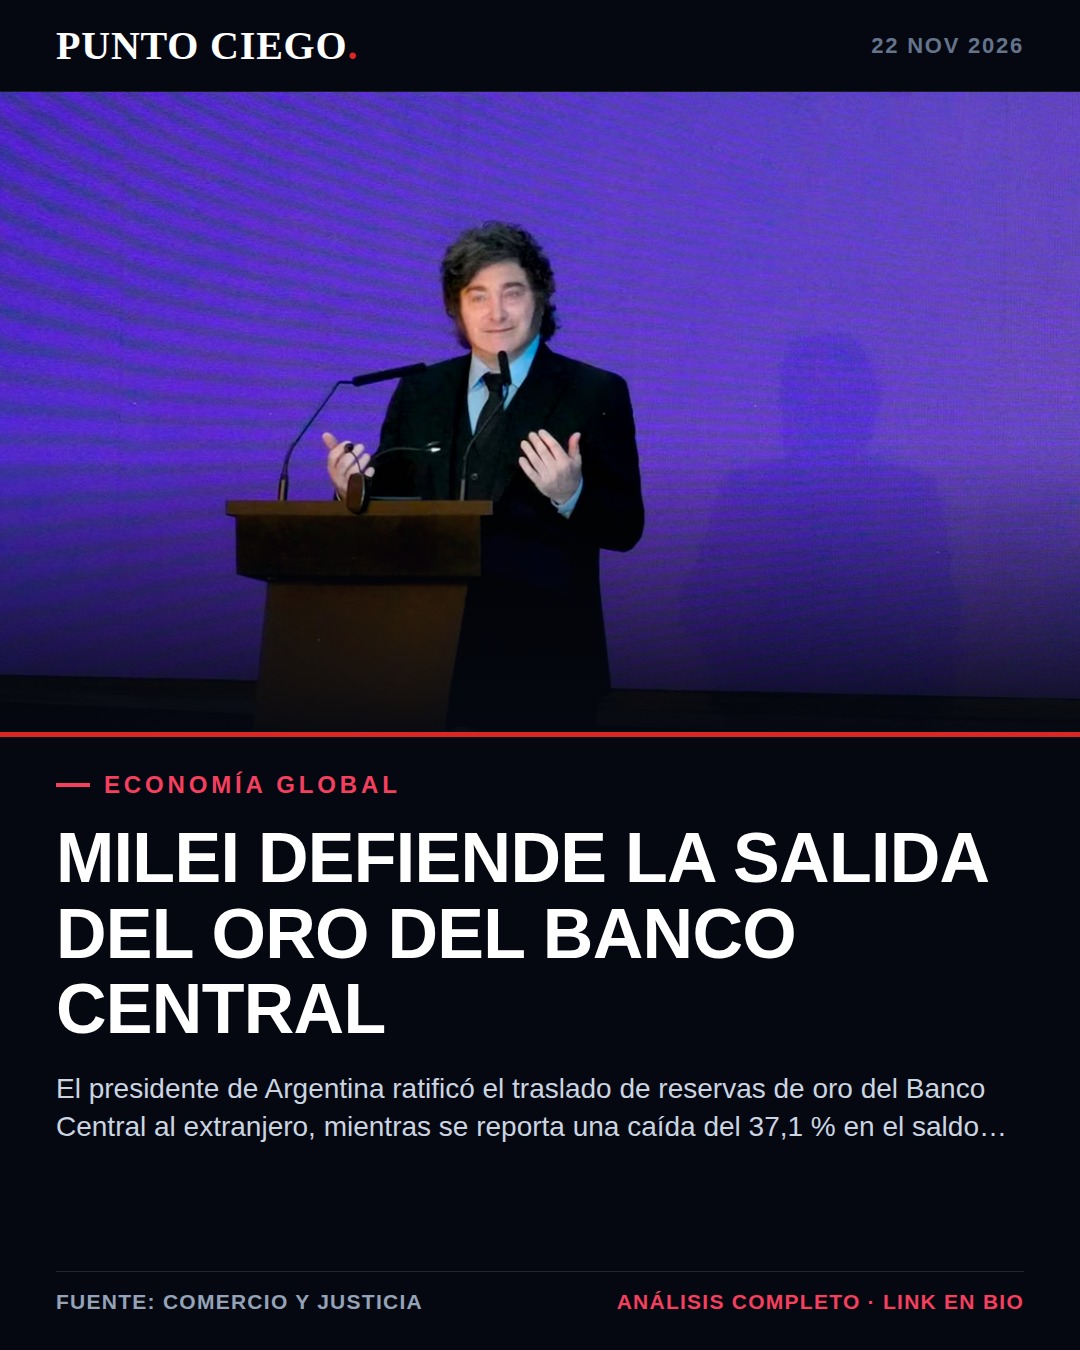 PUNTO CIEGO.
22 NOV 2026
ECONOMÍA GLOBAL
MILEI DEFIENDE LA SALIDA
DEL ORO DEL BANCO
CENTRAL
El presidente de Argentina ratificó el traslado de reservas de oro del Banco
Central al extranjero, mientras se reporta una caída del 37,1 % en el saldo…
FUENTE: COMERCIO Y JUSTICIA
ANÁLISIS COMPLETO · LINK EN BIO